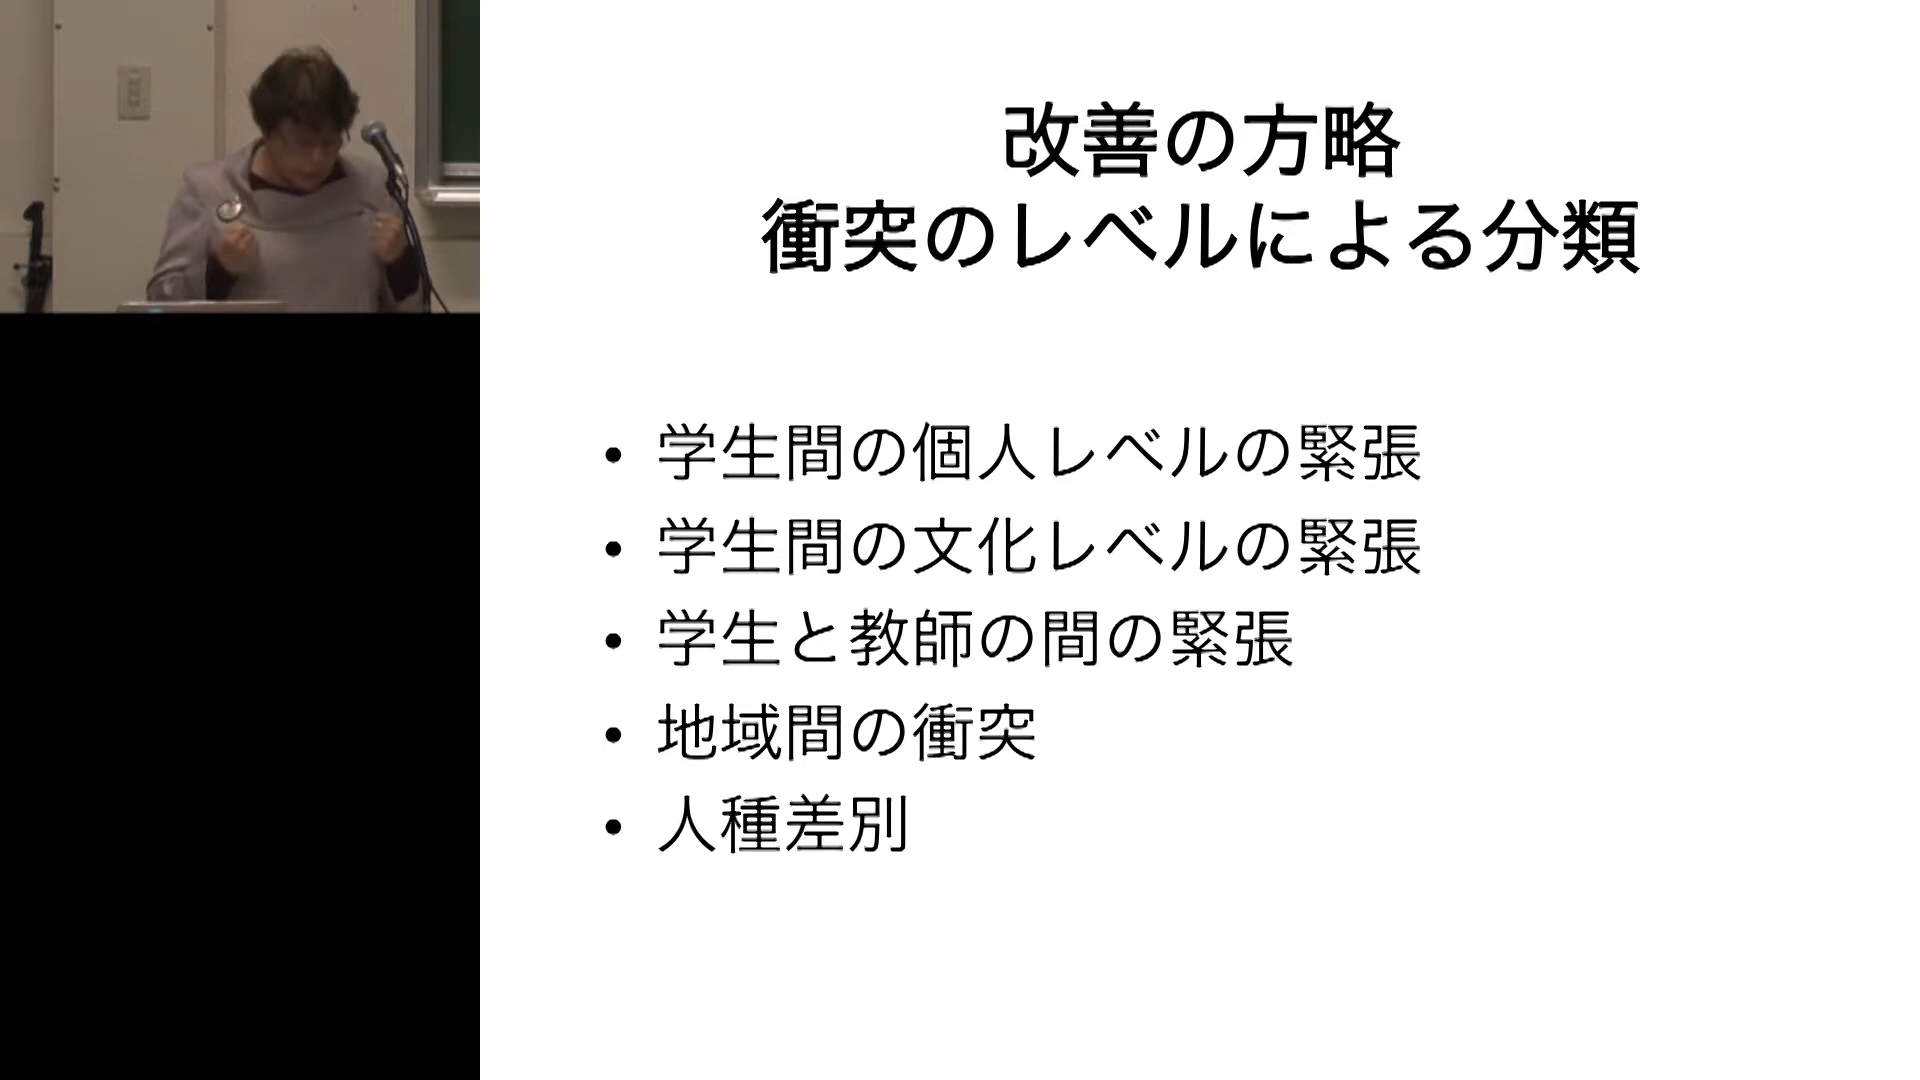 改善の方略
衝突のレベルによる分類
• 学生間の個人レベルの緊張
• 学生間の文化レベルの緊張
• 学生と教師の間の緊張
• 地域間の衝突
• 人種差別